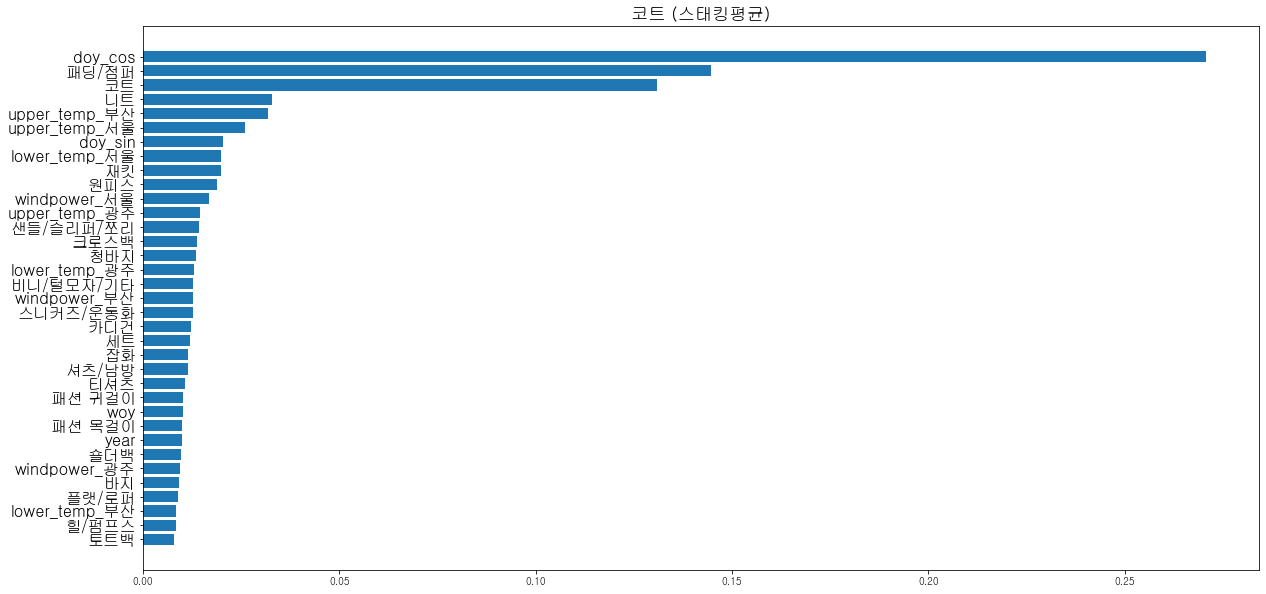 코트 (스태킹평균)
doy_cos
패딩/점퍼
코트
니트
upper_temp_부산
upper_temp_서울
doy_sin
lower_temp_서울
재킷
원피스
windpower_서울
upper_temp_광주
샌들/슬리퍼/쪼리
크로스백
청바지
lower_temp_광주
비니/털모자/기타
windpower_부산
스니커즈/운동화
카디건
세트
잡화
셔츠/남방
티셔츠
패션 귀걸이
woy
패션 목걸이
year
숄더백
windpower_광주
바지
플랫/로퍼
lower_temp_부산
힐/펌프스
토트백
0.00 0.05 0.10 0.15 0.20 0.25